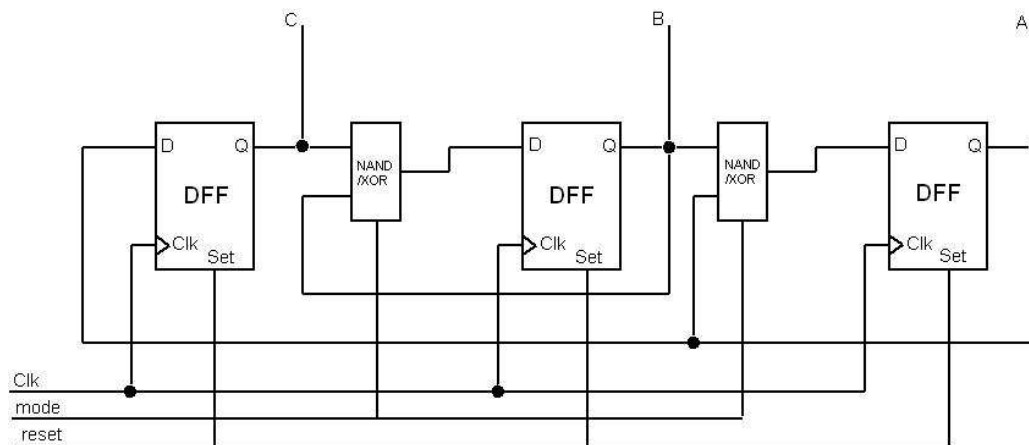 C
B
A
D
Q
NAND
/XOR
D
Q
NAND
/XOR
D
Q
DFF
DFF
DFF
Clk
Set
Clk
Set
Clk
Set
Clk
mode
reset